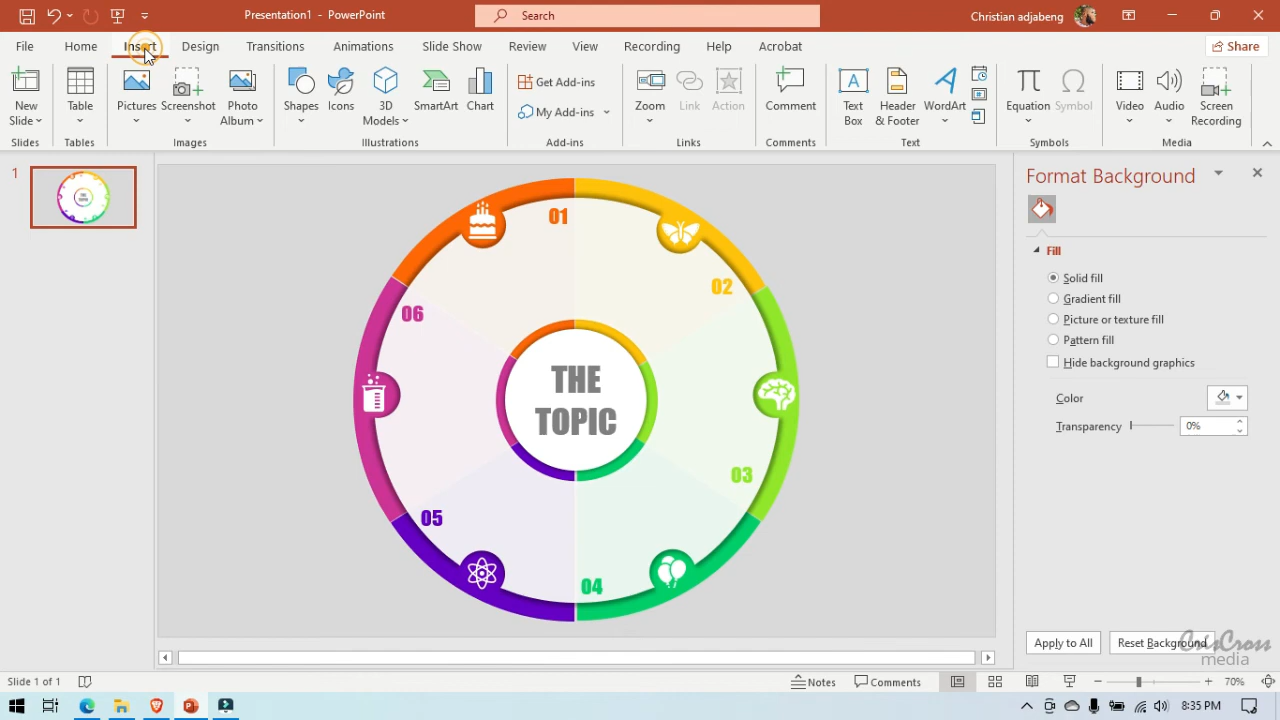 Presentation1 - PowerPoint
Search
Christian adjabeng
File Home Insert Design Transitions Animations Slide Show Review View Recording Help Acrobat
Share
New Slide
Table
Pictures
Screenshot
Photo Album
Shapes
Icons
3D Models
SmartArt
Chart
Get Add-ins
My Add-ins
Zoom
Link
Action
Comment
Text Box
Header & Footer
WordArt
Equation
Symbol
Video
Audio
Screen Recording
Slides Tables Images Illustrations Add-ins Links Comments Text Symbols Media
1
THE TOPIC
01
02
03
04
05
06
THE
TOPIC
Format Background
Fill
Solid fill
Gradient fill
Picture or texture fill
Pattern fill
Hide background graphics
Color
Transparency 0%
Apply to All
Reset Background
CrisCross
media
Slide 1 of 1
Notes
Comments
70%
8:35 PM